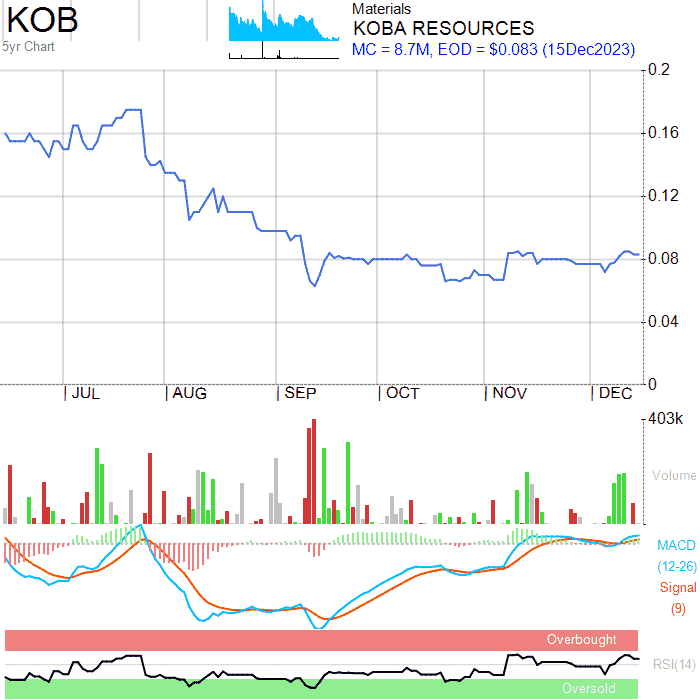 KOB
5yr Chart
Materials
KOBA RESOURCES
MC = 8.7M, EOD = $0.083 (15Dec2023)
0.2
0.16
0.12
0.08
0.04
0
JUL AUG SEP OCT NOV DEC
403k
Volume
MACD
(12-26)
Signal
(9)
Overbought
RSI(14)
Oversold